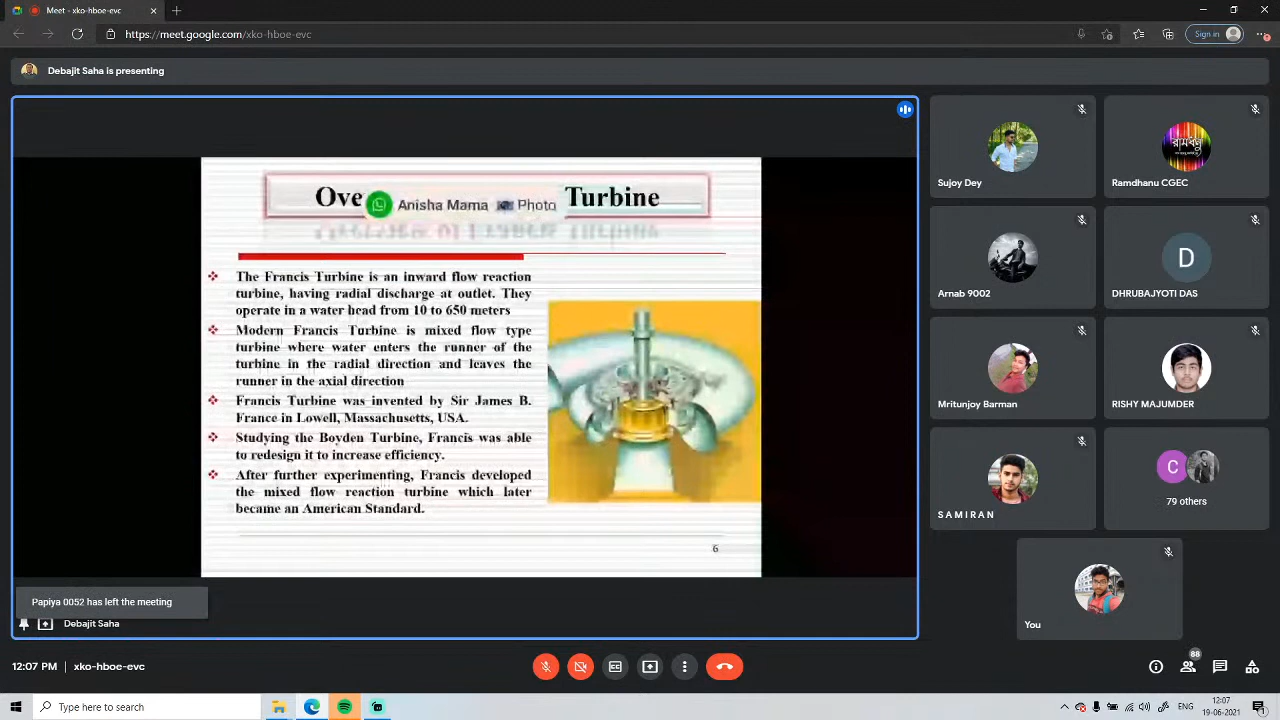 Meet - xko-hboe-evc
https://meet.google.com/xko-hboe-evc
Sign in
Debajit Saha is presenting
Ove
Anisha Mama
Photo
Turbine
The Francis Turbine is an inward flow reaction
turbine, having radial discharge at outlet. They
operate in a water head from 10 to 650 meters
Modern Francis Turbine is mixed flow type
turbine where water enters the runner of the
turbine in the radial direction and leaves the
runner in the axial direction
Francis Turbine was invented by Sir James B.
France in Lowell, Massachusetts, USA.
Studying the Boyden Turbine, Francis was able
to redesign it to increase efficiency.
After further experimenting, Francis developed
the mixed flow reaction turbine which later
became an American Standard.
6
Papiya 0052 has left the meeting
Debajit Saha
Sujoy Dey
রামধনু
Ramdhanu CGEC
Arnab 9002
D
DHRUBAJYOTI DAS
Mritunjoy Barman
RISHY MAJUMDER
S A M I R A N
C
79 others
You
12:07 PM | xko-hboe-evc
88
Type here to search
ENG
12:07
19-06-2021